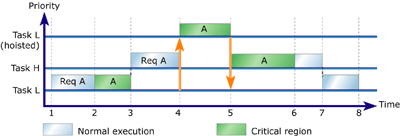 Priority
Task L
(hoisted)
A
Req A
A
Task H
Req A
A
Task L
1 2 3 4 5 6 7 8
Time
Normal execution
Critical region